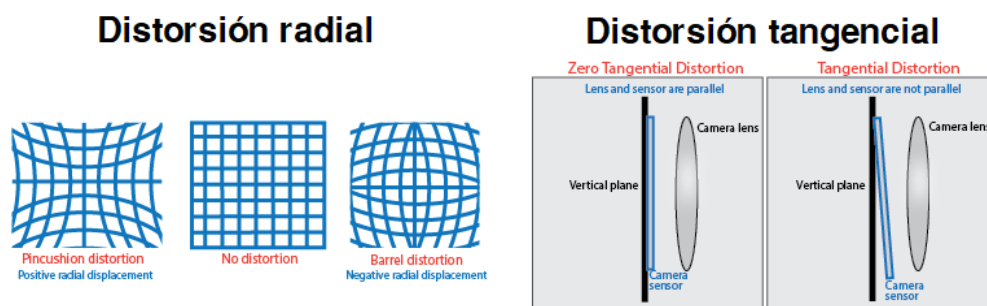 Distorsión radial
Pincushion distortion
Positive radial displacement
No distortion
Barrel distortion
Negative radial displacement
Distorsión tangencial
Zero Tangential Distortion
Lens and sensor are parallel
Camera lens
Vertical plane
Camera
sensor
Tangential Distortion
Lens and sensor are not parallel
Camera lens
Vertical plane
Camera
sensor